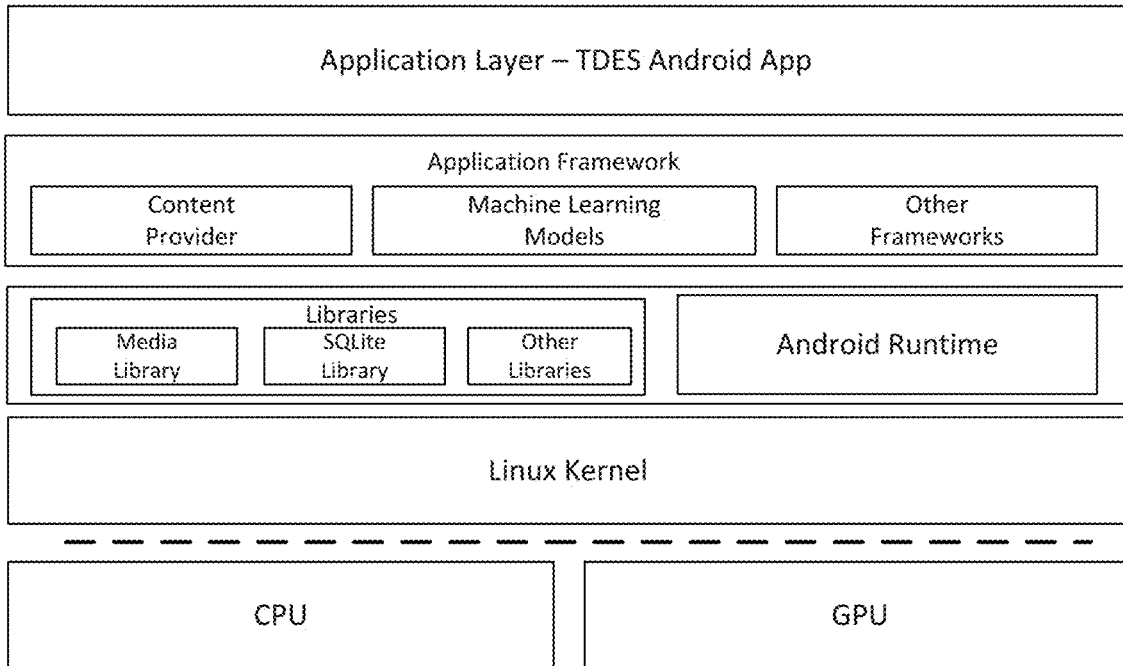 Application Layer – TDES Android App
Application Framework
Content
Provider
Machine Learning
Models
Other
Frameworks
Libraries
Media
Library
SQLite
Library
Other
Libraries
Android Runtime
Linux Kernel
CPU
GPU